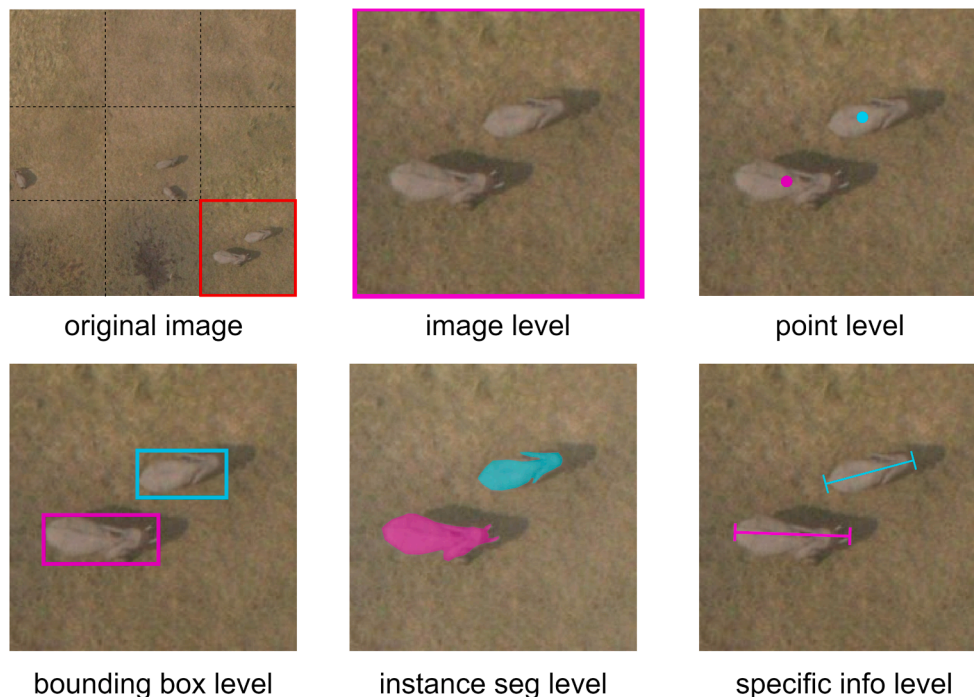 original image
image level
point level
bounding box level
instance seg level
specific info level